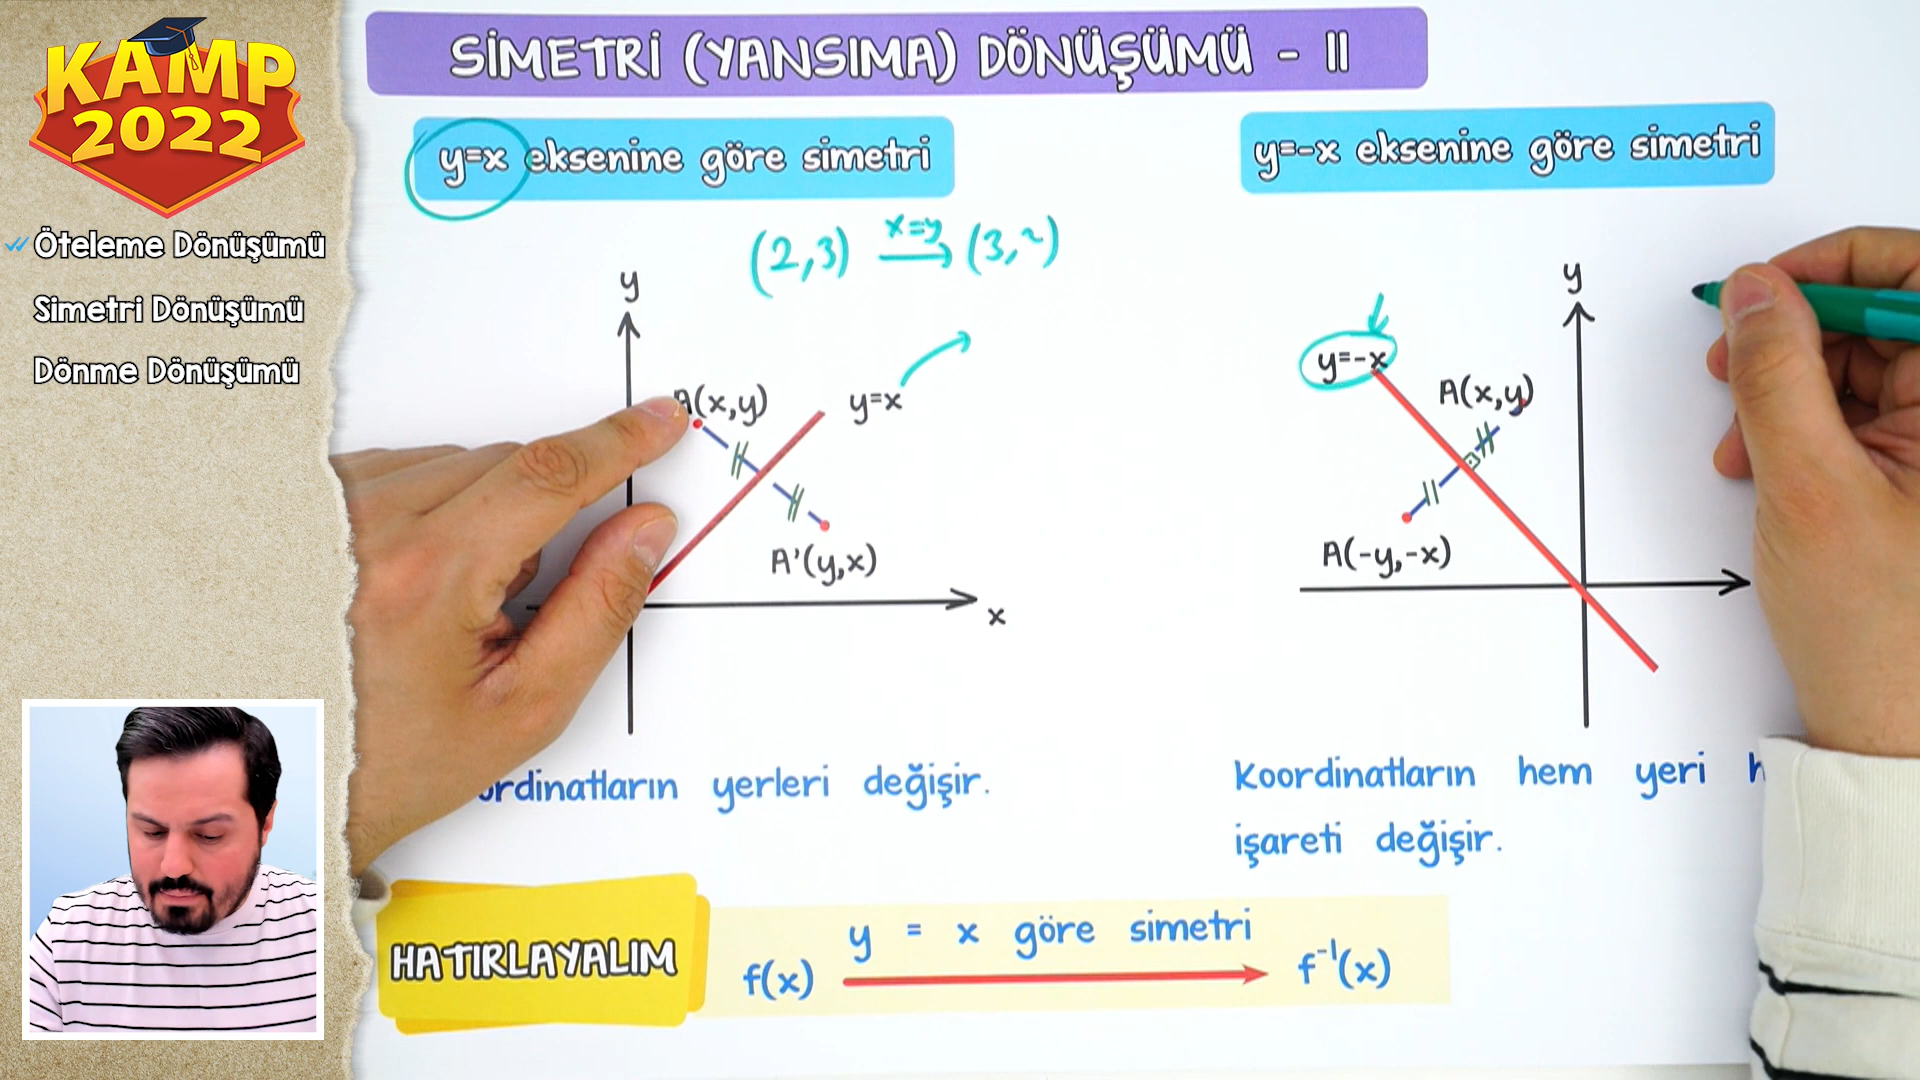 KAMP
2022
Öteleme Dönüşümü
Simetri Dönüşümü
Dönme Dönüşümü
SİMETRİ (YANSIMA) DÖNÜŞÜMÜ - II
y=x eksenine göre simetri
(2,3) x=y (3,2)
y
A(x,y)
y=x
A'(y,x)
x
yerleri değişir.
y=-x eksenine göre simetri
y
y=-x
A(x,y)
A(-y,-x)
Koordinatların hem yeri
işareti değişir.
HATIRLAYALIM
f(x) y = x göre simetri f⁻¹(x)